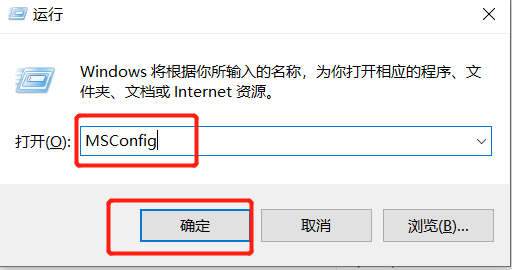 运行
Windows 将根据你所输入的名称，为你打开相应的程序、文
件夹、文档或 Internet 资源。
打开(O): MSConfig
确定 取消 浏览(B)...